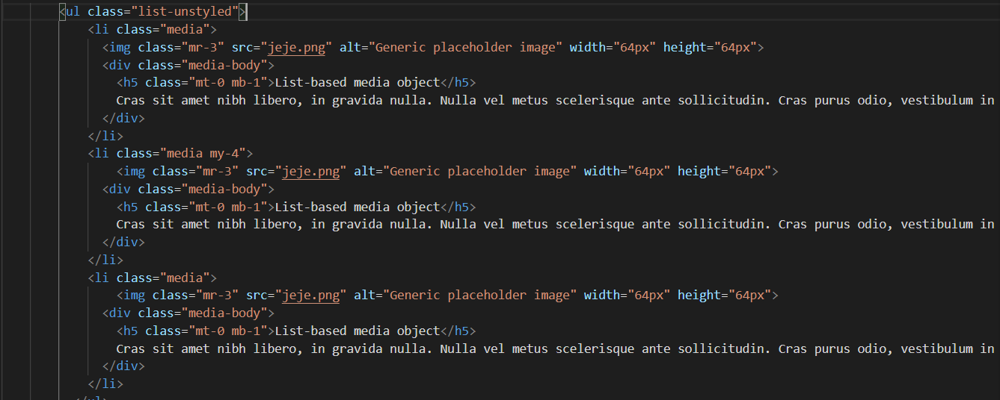 <ul class="list-unstyled">
<li class="media">
<img class="mr-3" src="jeje.png" alt="Generic placeholder image" width="64px" height="64px">
<div class="media-body">
<h5 class="mt-0 mb-1">List-based media object</h5>
Cras sit amet nibh libero, in gravida nulla. Nulla vel metus scelerisque ante sollicitudin. Cras purus odio, vestibulum in
</div>
</li>
<li class="media my-4">
<img class="mr-3" src="jeje.png" alt="Generic placeholder image" width="64px" height="64px">
<div class="media-body">
<h5 class="mt-0 mb-1">List-based media object</h5>
Cras sit amet nibh libero, in gravida nulla. Nulla vel metus scelerisque ante sollicitudin. Cras purus odio, vestibulum in
</div>
</li>
<li class="media">
<img class="mr-3" src="jeje.png" alt="Generic placeholder image" width="64px" height="64px">
<div class="media-body">
<h5 class="mt-0 mb-1">List-based media object</h5>
Cras sit amet nibh libero, in gravida nulla. Nulla vel metus scelerisque ante sollicitudin. Cras purus odio, vestibulum in
</div>
</li>
</ul>